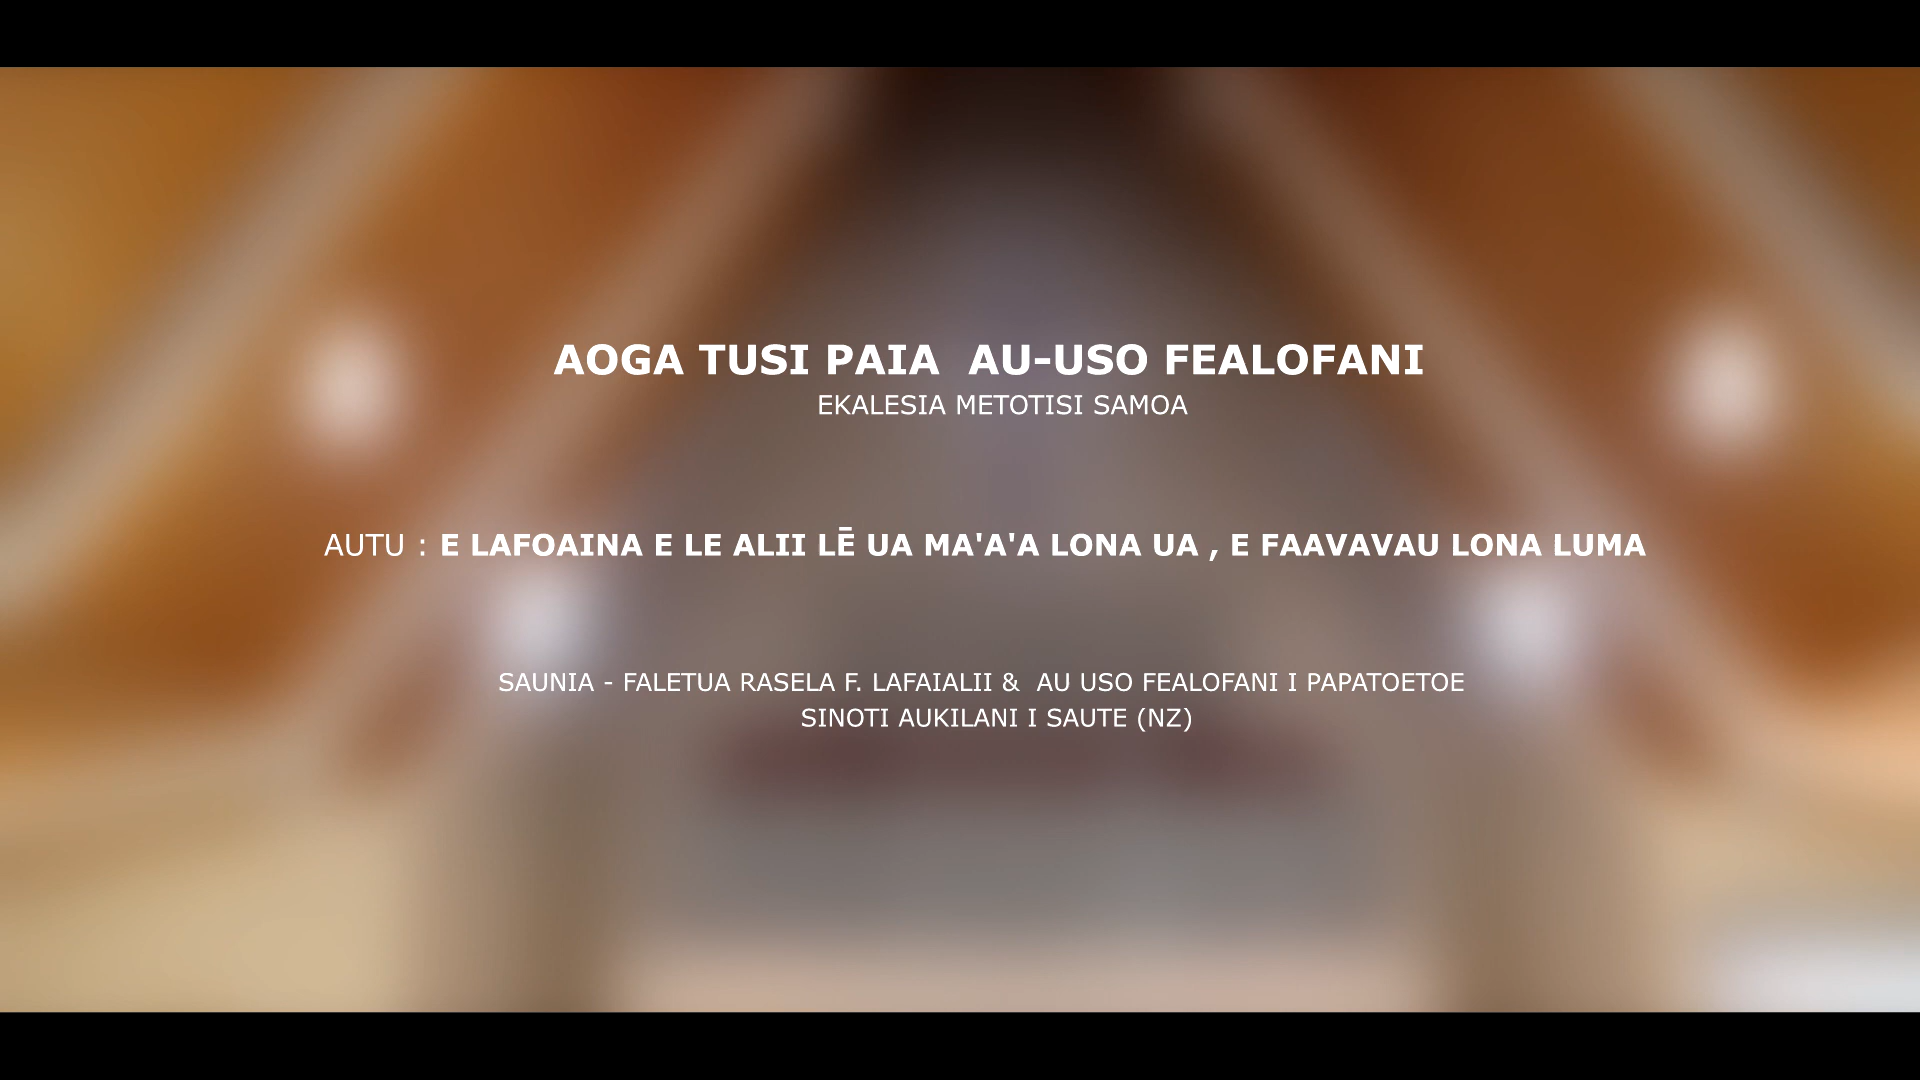 AOGA TUSI PAIA  AU-USO FEALOFANI
EKALESIA METOTISI SAMOA
AUTU : E LAFOAINA E LE ALII LĒ UA MA'A'A LONA UA , E FAAVAVAU LONA LUMA
SAUNIA - FALETUA RASELA F. LAFAIALII &  AU USO FEALOFANI I PAPATOETOE
SINOTI AUKILANI I SAUTE (NZ)